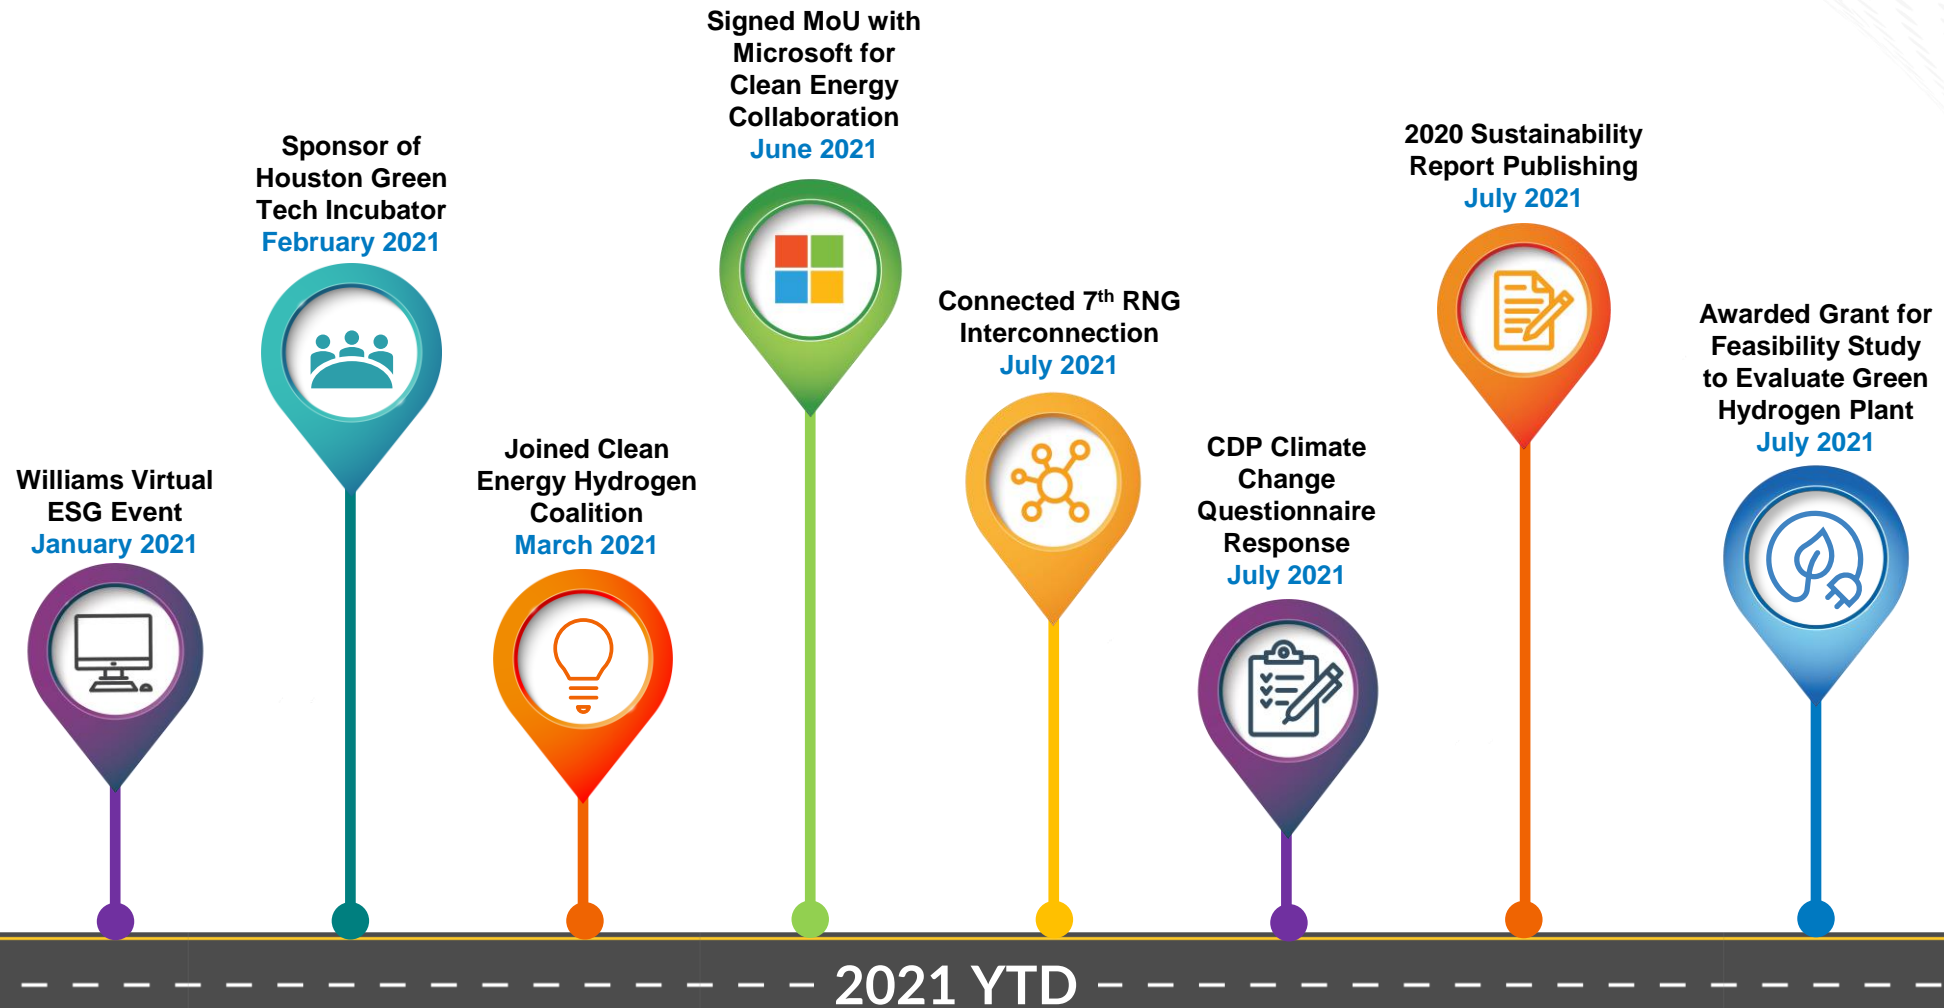 Williams Virtual
ESG Event
January 2021
Sponsor of
Houston Green
Tech Incubator
February 2021
Joined Clean
Energy Hydrogen
Coalition
March 2021
Signed MoU with
Microsoft for
Clean Energy
Collaboration
June 2021
Connected 7th RNG
Interconnection
July 2021
CDP Climate
Change
Questionnaire
Response
July 2021
2020 Sustainability
Report Publishing
July 2021
Awarded Grant for
Feasibility Study
to Evaluate Green
Hydrogen Plant
July 2021
2021 YTD